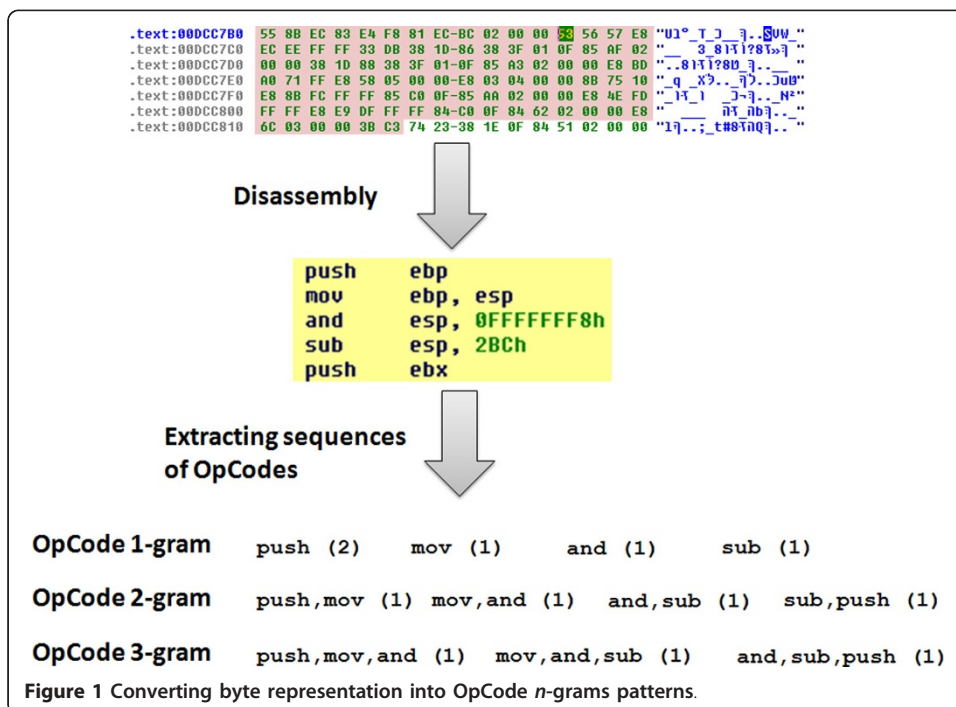 .text:00DCC7B0 55 8B EC 83 E4 F8 81 EC-BC 02 00 00 53 56 57 E8
.text:00DCC7C0 EC EE FF FF 33 DB 38 1D-86 38 3F 01 0F 85 AF 02
.text:00DCC7D0 00 00 38 1D 88 38 3F 01-0F 85 A3 02 00 00 E8 BD
.text:00DCC7E0 A0 71 FF E8 58 05 00 00-E8 03 04 00 00 8B 75 10
.text:00DCC7F0 E8 8B FC FF FF 85 C0 0F-85 AA 02 00 00 E8 4E FD
.text:00DCC800 FF FF E8 E9 DF FF FF 84-C0 0F 84 62 02 00 00 E8
.text:00DCC810 6C 03 00 00 3B C3 74 23-38 1E 0F 84 51 02 00 00
Disassembly
push ebp
mov ebp, esp
and esp, 0FFFFFFF8h
sub esp, 2BCh
push ebx
Extracting sequences
of OpCodes
OpCode 1-gram push (2) mov (1) and (1) sub (1)
OpCode 2-gram push,mov (1) mov,and (1) and,sub (1) sub,push (1)
OpCode 3-gram push,mov,and (1) mov,and,sub (1) and,sub,push (1)
Figure 1 Converting byte representation into OpCode n-grams patterns.